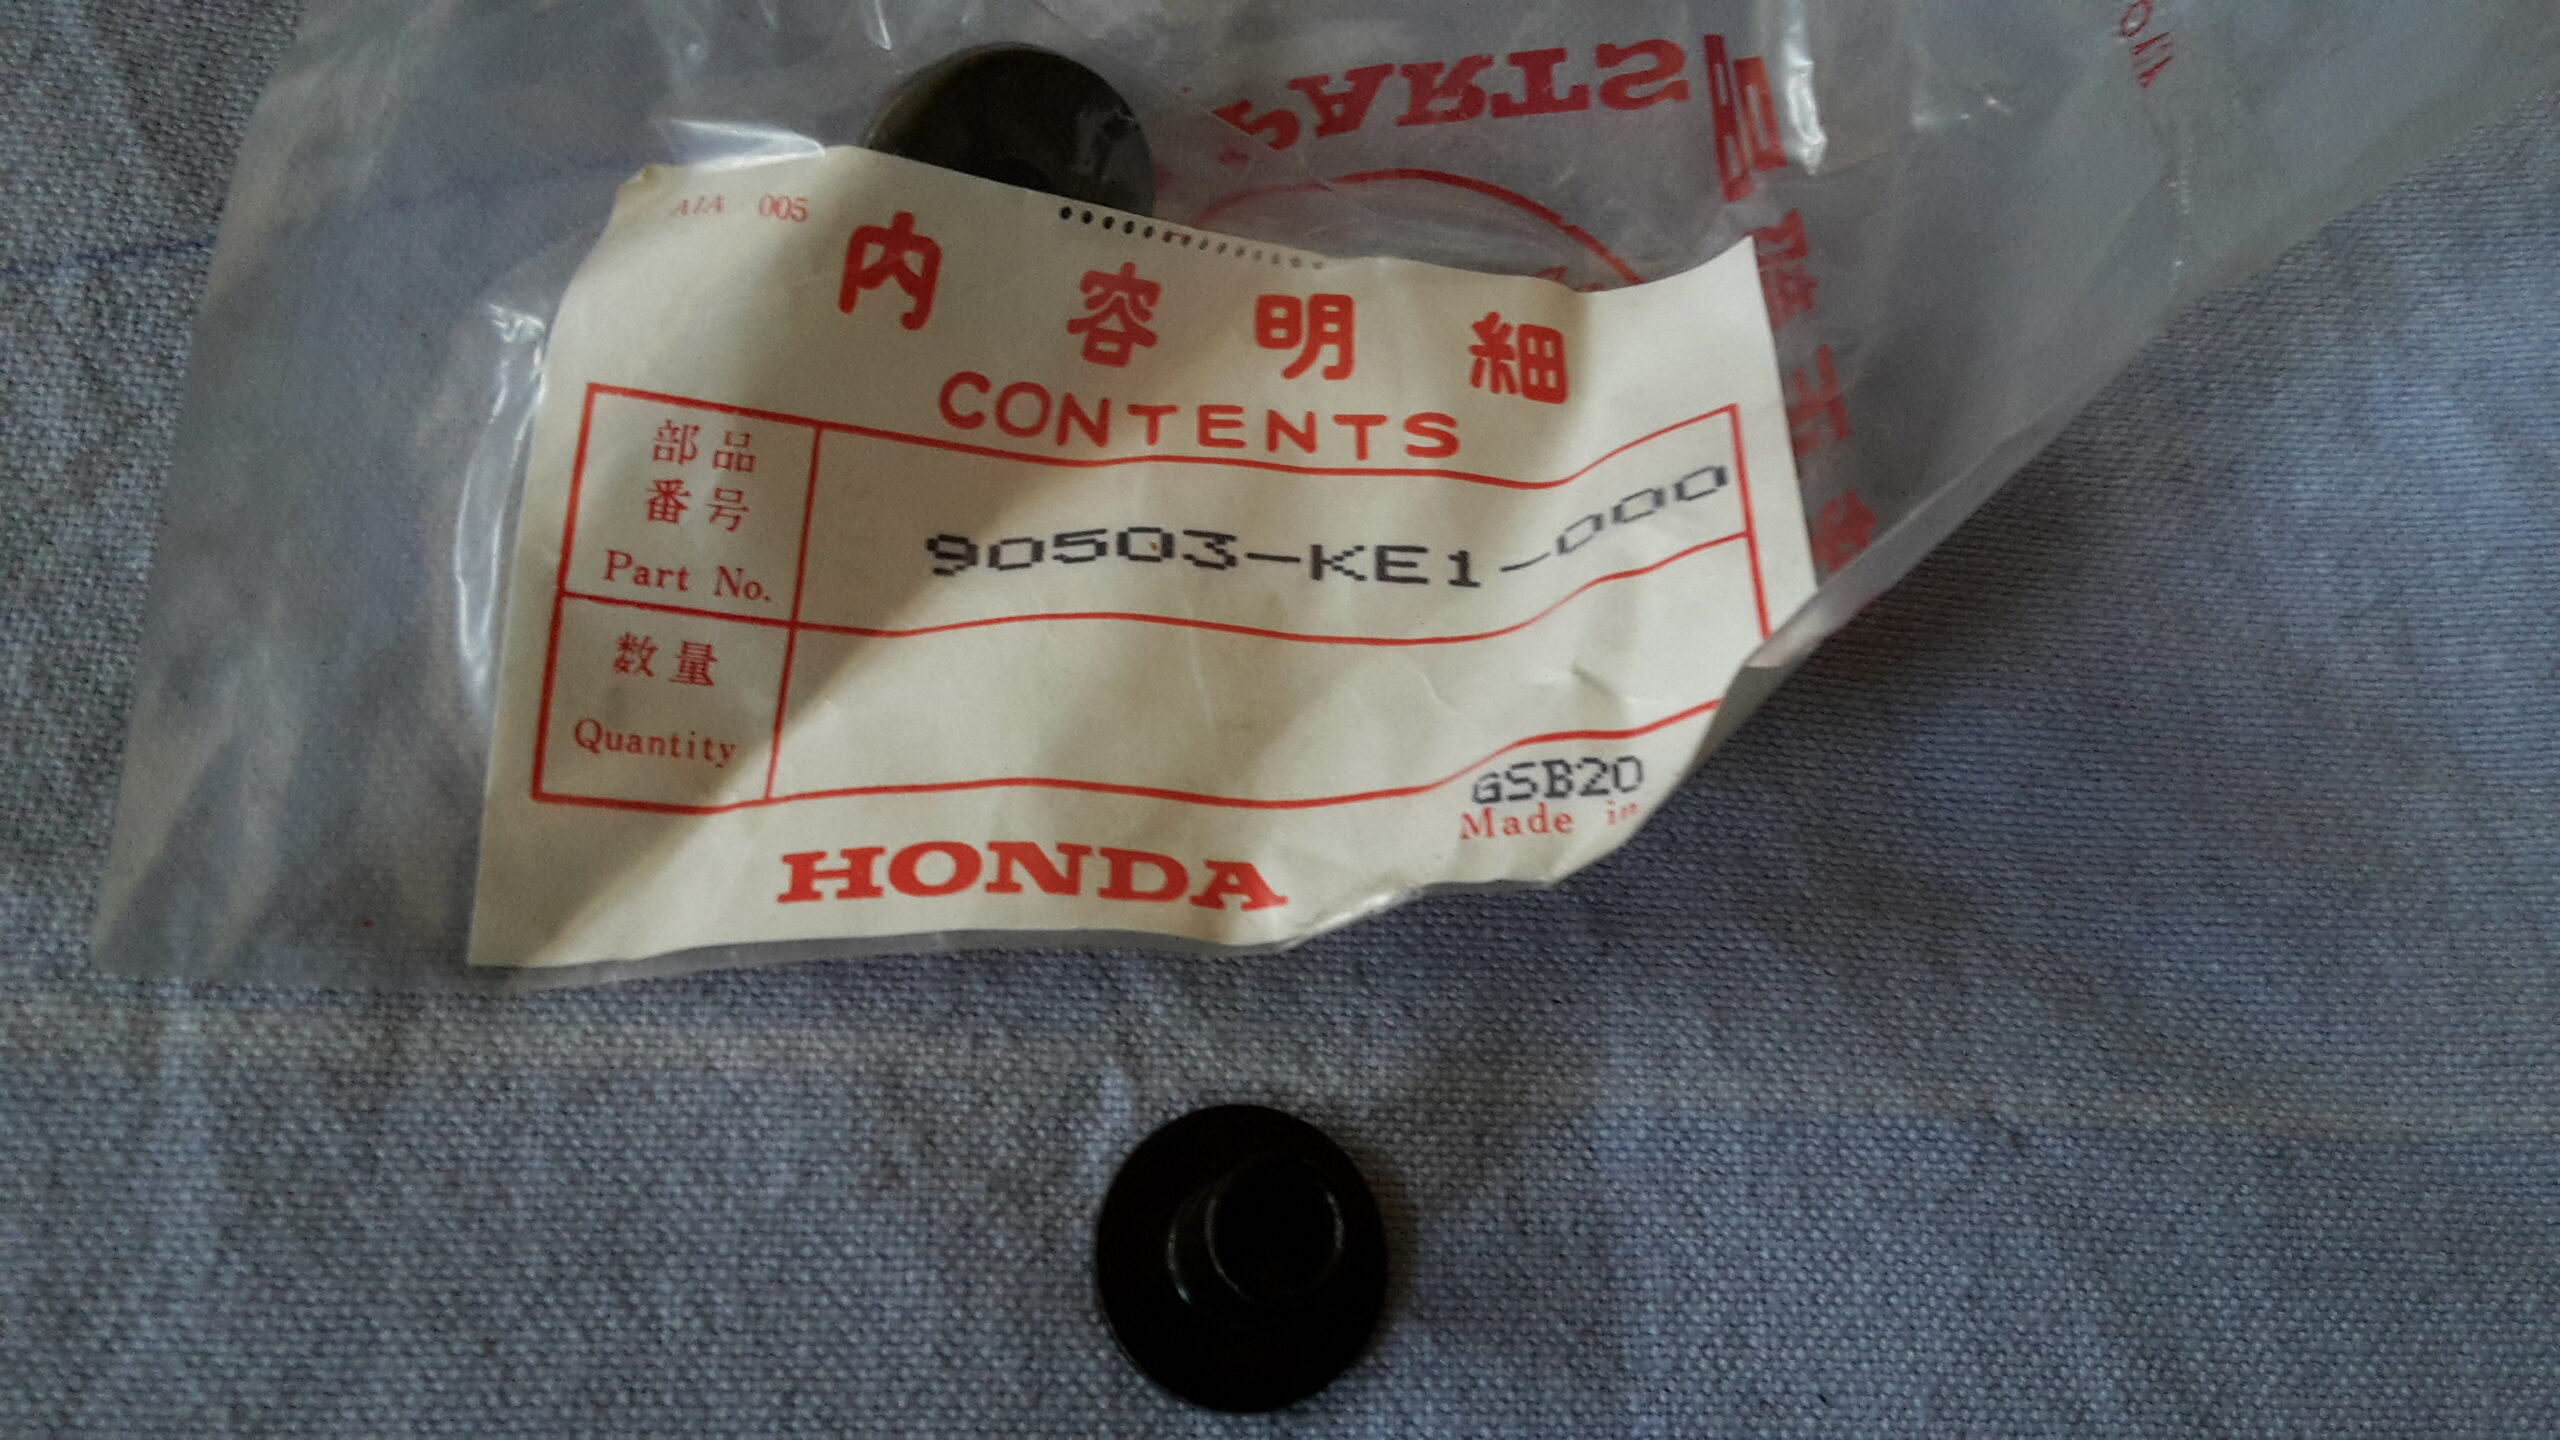 PARTS
AIA 005
内容明細
CONTENTS
部品
番号
Part No.
90503-KE1-000
数量
Quantity
GSB20
Made in
HONDA